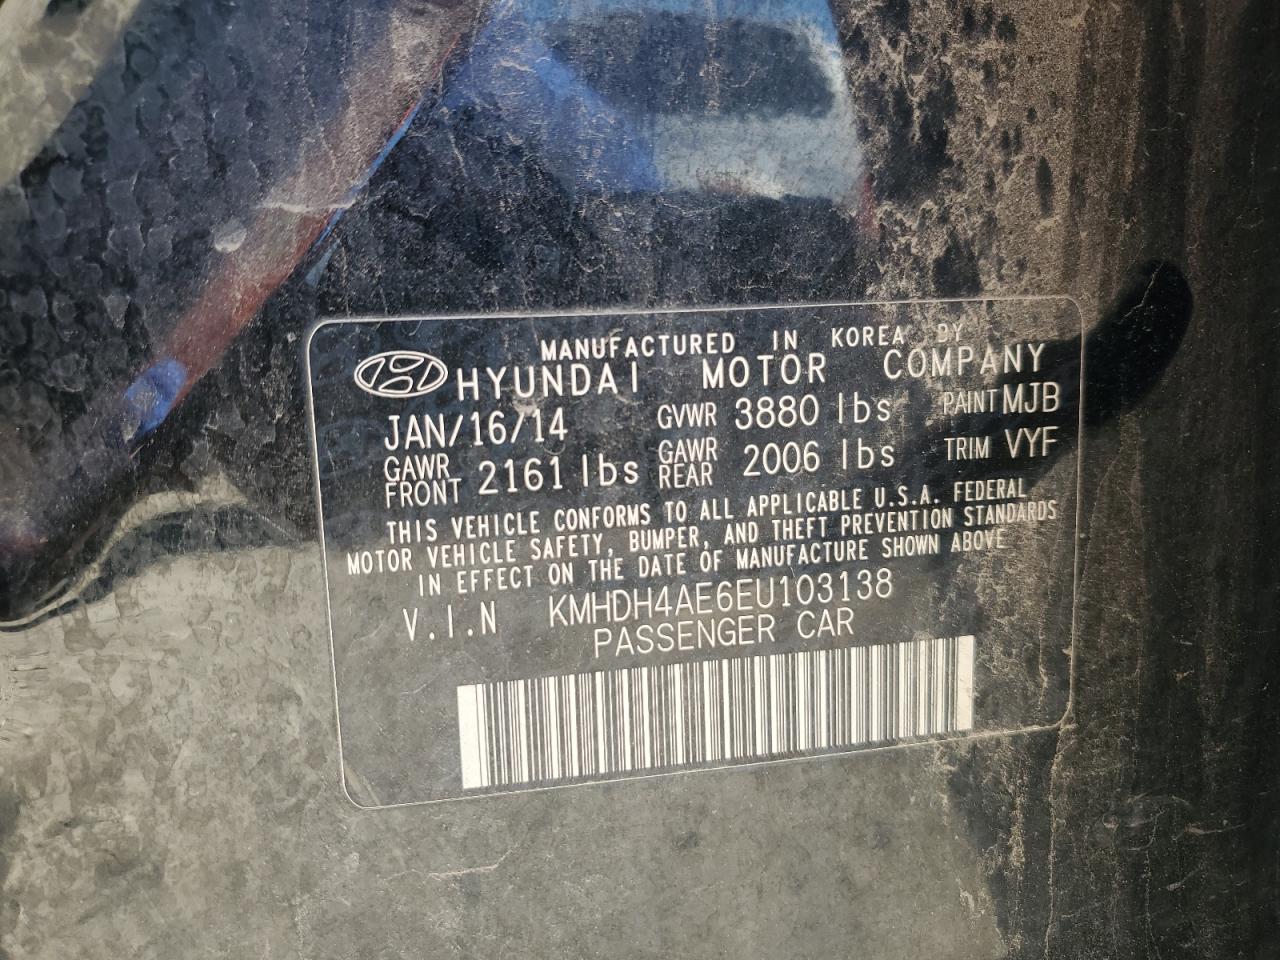 MANUFACTURED IN KOREA BY
HYUNDAI MOTOR COMPANY
JAN/16/14 GVWR 3880 lbs PAINT MJB
GAWR FRONT 2161 lbs GAWR REAR 2006 lbs TRIM VYF
THIS VEHICLE CONFORMS TO ALL APPLICABLE U.S.A. FEDERAL
MOTOR VEHICLE SAFETY, BUMPER, AND THEFT PREVENTION STANDARDS
IN EFFECT ON THE DATE OF MANUFACTURE SHOWN ABOVE
V.I.N KMHDH4AE6EU103138
PASSENGER CAR